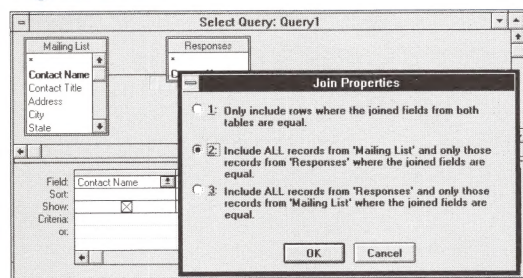 Select Query: Query1
Mailing List
*
Contact Name
Contact Title
Address
City
State
Responses
*
Join Properties
1: Only include rows where the joined fields from both
tables are equal.
2: Include ALL records from 'Mailing List' and only those
records from 'Responses' where the joined fields are
equal.
3: Include ALL records from 'Responses' and only those
records from 'Mailing List' where the joined fields are
equal.
OK Cancel
Field: Contact Name
Sort:
Show:
Criteria:
or: